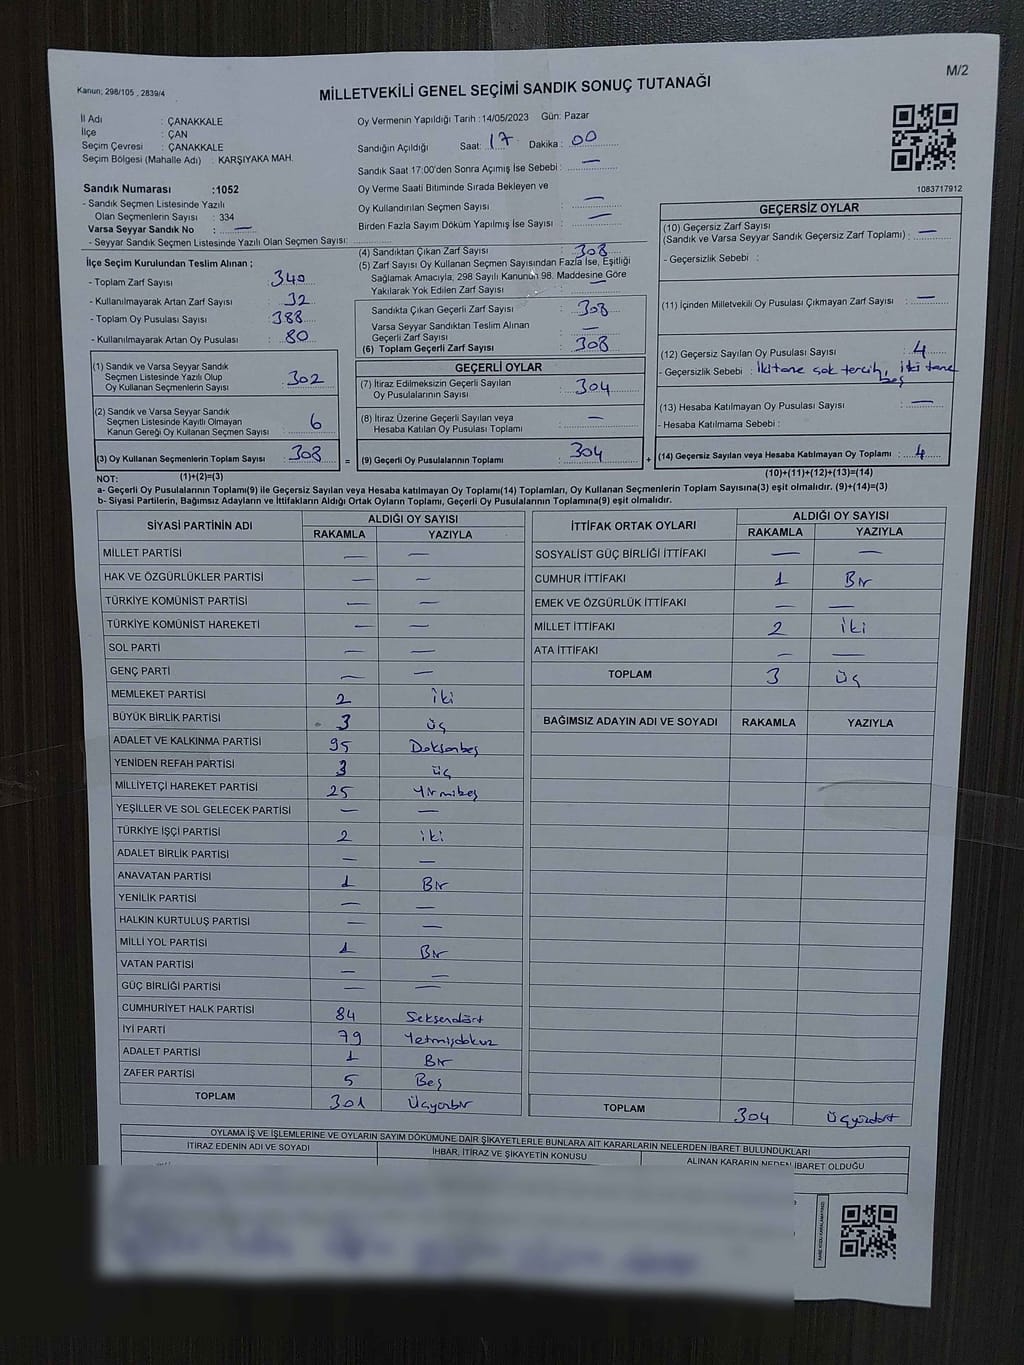 Kanun; 298/105 , 2839/4
M/2
MİLLETVEKİLİ GENEL SEÇİMİ SANDIK SONUÇ TUTANAĞI
İl Adı : ÇANAKKALE
İlçe : ÇAN
Seçim Çevresi : ÇANAKKALE
Seçim Bölgesi (Mahalle Adı) : KARŞIYAKA MAH.
Sandık Numarası :1052
- Sandık Seçmen Listesinde Yazılı
Olan Seçmenlerin Sayısı : 334
Varsa Seyyar Sandık No : —
- Seyyar Sandık Seçmen Listesinde Yazılı Olan Seçmen Sayısı:
Oy Vermenin Yapıldığı Tarih :14/05/2023 Gün: Pazar
Sandığın Açıldığı Saat: 17 Dakika : 00
Sandık Saat 17:00'den Sonra Açımış İse Sebebi : —
Oy Verme Saati Bitiminde Sırada Bekleyen ve
Oy Kullandırılan Seçmen Sayısı : —
Birden Fazla Sayım Döküm Yapılmış İse Sayısı : —
1083717912
İlçe Seçim Kurulundan Teslim Alınan ;
- Toplam Zarf Sayısı : 340
- Kullanılmayarak Artan Zarf Sayısı : 32
- Toplam Oy Pusulası Sayısı : 388
- Kullanılmayarak Artan Oy Pusulası : 80
(1) Sandık ve Varsa Seyyar Sandık
Seçmen Listesinde Yazılı Olup
Oy Kullanan Seçmenlerin Sayısı : 302
(2) Sandık ve Varsa Seyyar Sandık
Seçmen Listesinde Kayıtlı Olmayan
Kanun Gereği Oy Kullanan Seçmen Sayısı : 6
(3) Oy Kullanan Seçmenlerin Toplam Sayısı : 308
(1)+(2)=(3)
(4) Sandıktan Çıkan Zarf Sayısı : 308
(5) Zarf Sayısı Oy Kullanan Seçmen Sayısından Fazla İse, Eşitliği
Sağlamak Amacıyla, 298 Sayılı Kanunun 98. Maddesine Göre
Yakılarak Yok Edilen Zarf Sayısı : —
Sandıkta Çıkan Geçerli Zarf Sayısı : 308
Varsa Seyyar Sandıktan Teslim Alınan
Geçerli Zarf Sayısı : —
(6) Toplam Geçerli Zarf Sayısı : 308
GEÇERLİ OYLAR
(7) İtiraz Edilmeksizin Geçerli Sayılan
Oy Pusulalarının Sayısı : 304
(8) İtiraz Üzerine Geçerli Sayılan veya
Hesaba Katılan Oy Pusulası Toplamı : —
= (9) Geçerli Oy Pusulalarının Toplamı : 304
GEÇERSİZ OYLAR
(10) Geçersiz Zarf Sayısı
(Sandık ve Varsa Seyyar Sandık Geçersiz Zarf Toplamı) : —
- Geçersizlik Sebebi :
(11) İçinden Milletvekili Oy Pusulası Çıkmayan Zarf Sayısı : —
(12) Geçersiz Sayılan Oy Pusulası Sayısı : 4
- Geçersizlik Sebebi : İki tane çok tercih, iki tane
(13) Hesaba Katılmayan Oy Pusulası Sayısı : —
- Hesaba Katılmama Sebebi :
+ (14) Geçersiz Sayılan veya Hesaba Katılmayan Oy Toplamı : 4
(10)+(11)+(12)+(13)=(14)
NOT:
a- Geçerli Oy Pusulalarının Toplamı(9) ile Geçersiz Sayılan veya Hesaba katılmayan Oy Toplamı(14) Toplamları, Oy Kullanan Seçmenlerin Toplam Sayısına(3) eşit olmalıdır. (9)+(14)=(3)
b- Siyasi Partilerin, Bağımsız Adayların ve İttifakların Aldığı Ortak Oyların Toplamı, Geçerli Oy Pusulalarının Toplamına(9) eşit olmalıdır.
SİYASİ PARTİNİN ADI ALDIĞI OY SAYISI
RAKAMLA YAZIYLA
MİLLET PARTİSİ — —
HAK VE ÖZGÜRLÜKLER PARTİSİ — —
TÜRKİYE KOMÜNİST PARTİSİ — —
TÜRKİYE KOMÜNİST HAREKETİ — —
SOL PARTİ — —
GENÇ PARTİ — —
MEMLEKET PARTİSİ 2 İki
BÜYÜK BİRLİK PARTİSİ 3 Üç
ADALET VE KALKINMA PARTİSİ 95 Doksanbeş
YENİDEN REFAH PARTİSİ 3 Üç
MİLLİYETÇİ HAREKET PARTİSİ 25 Yirmibeş
YEŞİLLER VE SOL GELECEK PARTİSİ — —
TÜRKİYE İŞÇİ PARTİSİ 2 iki
ADALET BİRLİK PARTİSİ — —
ANAVATAN PARTİSİ 1 Bir
YENİLİK PARTİSİ — —
HALKIN KURTULUŞ PARTİSİ — —
MİLLİ YOL PARTİSİ 1 Bir
VATAN PARTİSİ — —
GÜÇ BİRLİĞİ PARTİSİ — —
CUMHURİYET HALK PARTİSİ 84 Seksendört
İYİ PARTİ 79 Yetmişdokuz
ADALET PARTİSİ 1 Bir
ZAFER PARTİSİ 5 Beş
TOPLAM 301 Üçyüzbir
İTTİFAK ORTAK OYLARI ALDIĞI OY SAYISI
RAKAMLA YAZIYLA
SOSYALİST GÜÇ BİRLİĞİ İTTİFAKI — —
CUMHUR İTTİFAKI 1 Bir
EMEK VE ÖZGÜRLÜK İTTİFAKI — —
MİLLET İTTİFAKI 2 İki
ATA İTTİFAKI — —
TOPLAM 3 Üç
BAĞIMSIZ ADAYIN ADI VE SOYADI RAKAMLA YAZIYLA
TOPLAM 304 Üçyüzdört
OYLAMA İŞ VE İŞLEMLERİNE VE OYLARIN SAYIM DÖKÜMÜNE DAİR ŞİKAYETLERLE BUNLARA AİT KARARLARIN NELERDEN İBARET BULUNDUKLARI
İTİRAZ EDENİN ADI VE SOYADI İHBAR, İTİRAZ VE ŞİKAYETİN KONUSU ALINAN KARARIN NEDEN İBARET OLDUĞU